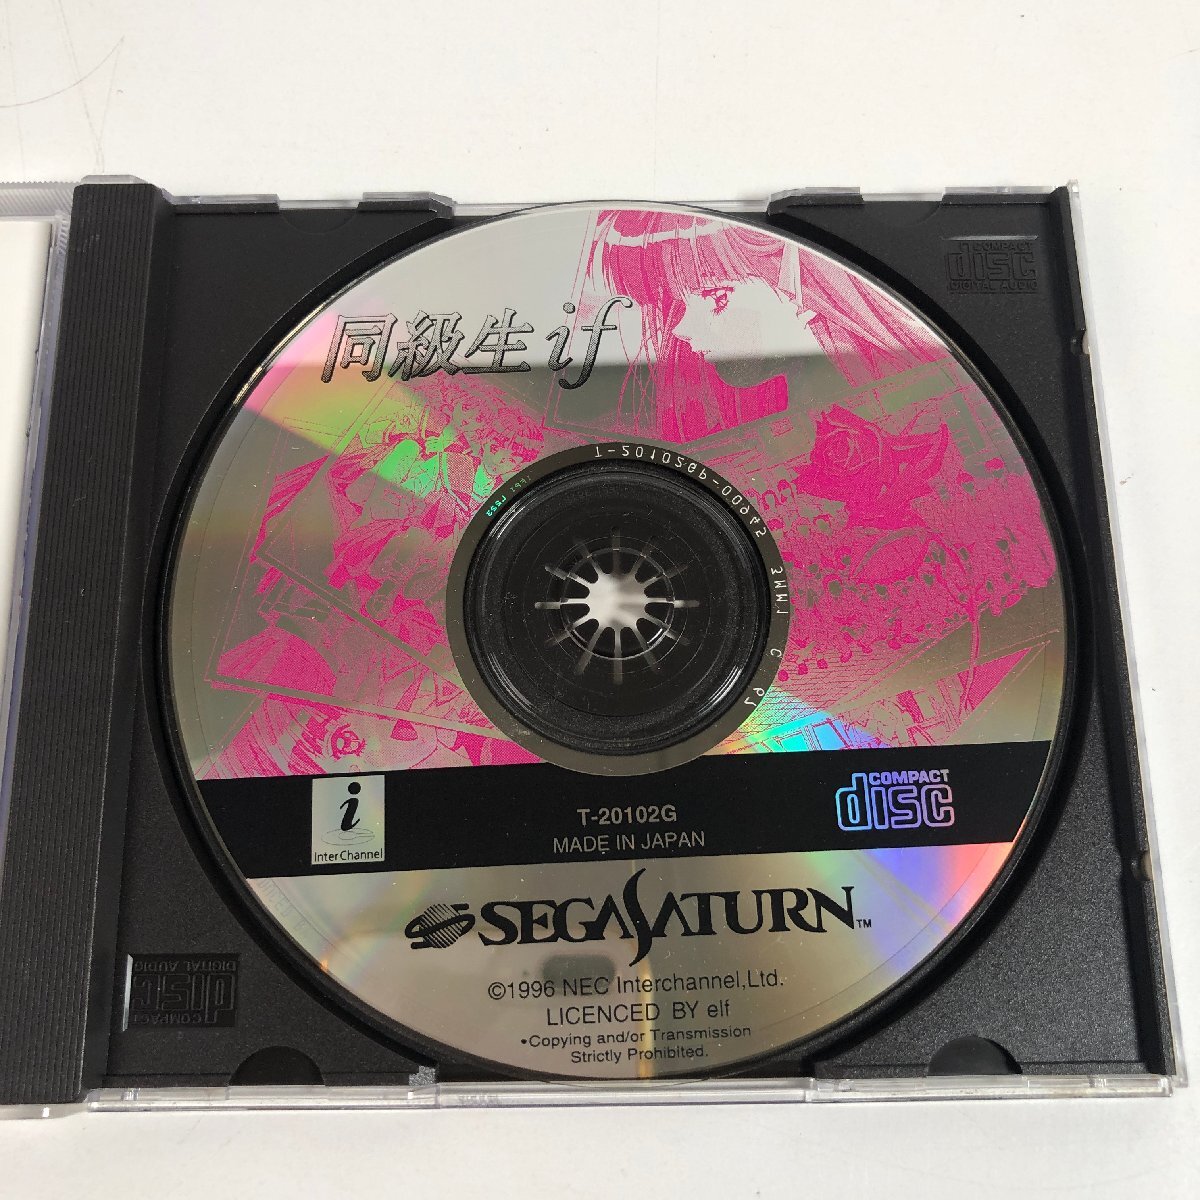 同級生if
COMPACT
disc
DIGITAL AUDIO
T-20102G
MADE IN JAPAN
i
InterChannel
COMPACT
disc
SEGA SATURN™
©1996 NEC Interchannel,Ltd.
LICENCED BY elf
•Copying and/or Transmission
Strictly Prohibited.
COMPACT
disc
DIGITAL AUDIO